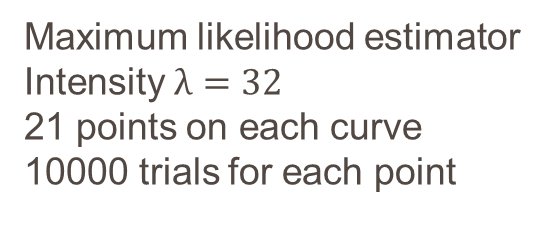 Maximum likelihood estimator
Intensity λ = 32
21 points on each curve
10000 trials for each point